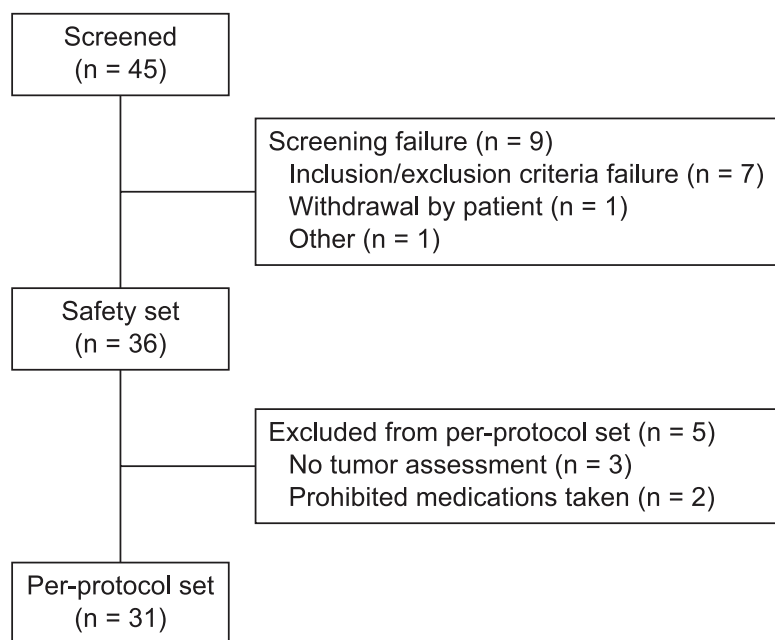 Screened
(n = 45)
Screening failure (n = 9)
Inclusion/exclusion criteria failure (n = 7)
Withdrawal by patient (n = 1)
Other (n = 1)
Safety set
(n = 36)
Excluded from per-protocol set (n = 5)
No tumor assessment (n = 3)
Prohibited medications taken (n = 2)
Per-protocol set
(n = 31)